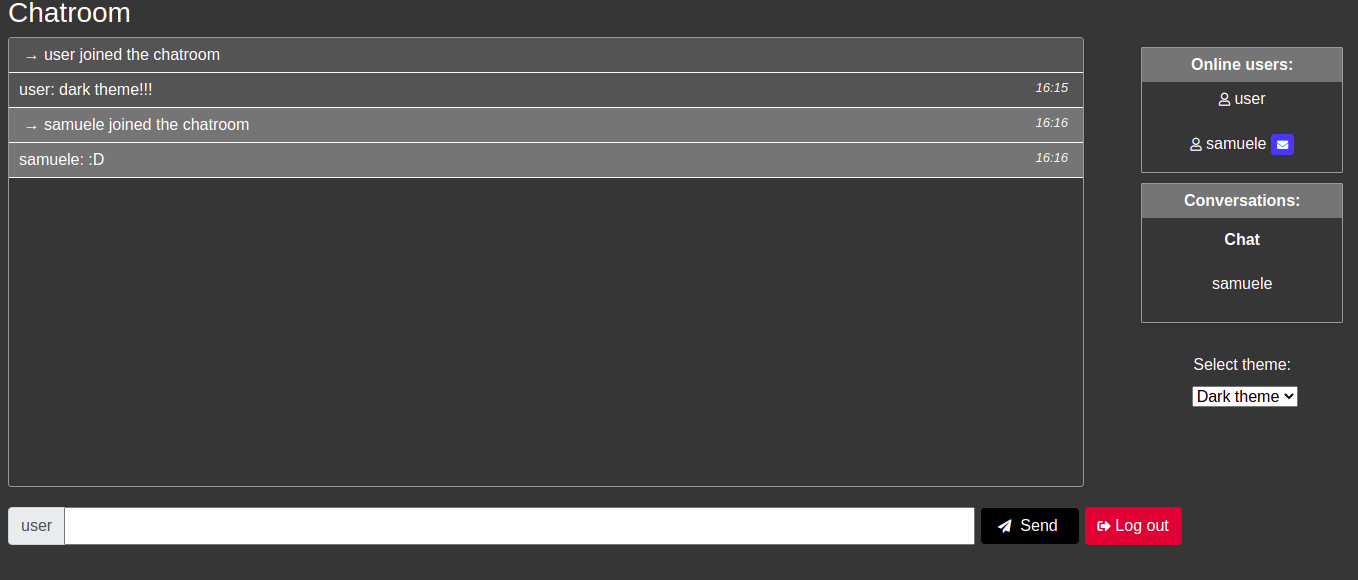 Chatroom
→ user joined the chatroom
user: dark theme!!! 16:15
→ samuele joined the chatroom 16:16
samuele: :D 16:16
Online users:
user
samuele
Conversations:
Chat
samuele
Select theme:
Dark theme
user
Send
Log out